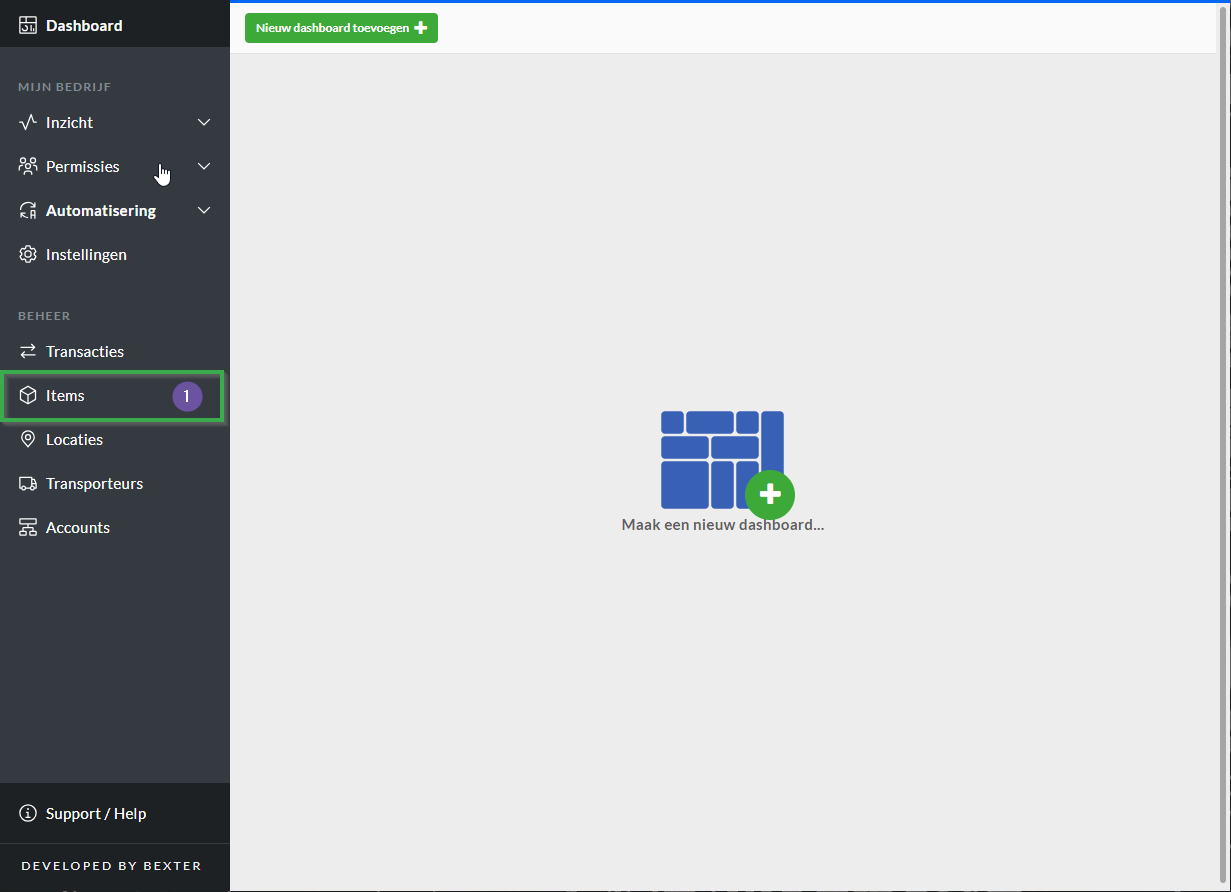 Dashboard
Nieuw dashboard toevoegen
MIJN BEDRIJF
Inzicht
Permissies
Automatisering
Instellingen
BEHEER
Transacties
Items 1
Locaties
Transporteurs
Accounts
Maak een nieuw dashboard...
Support / Help
DEVELOPED BY BEXTER